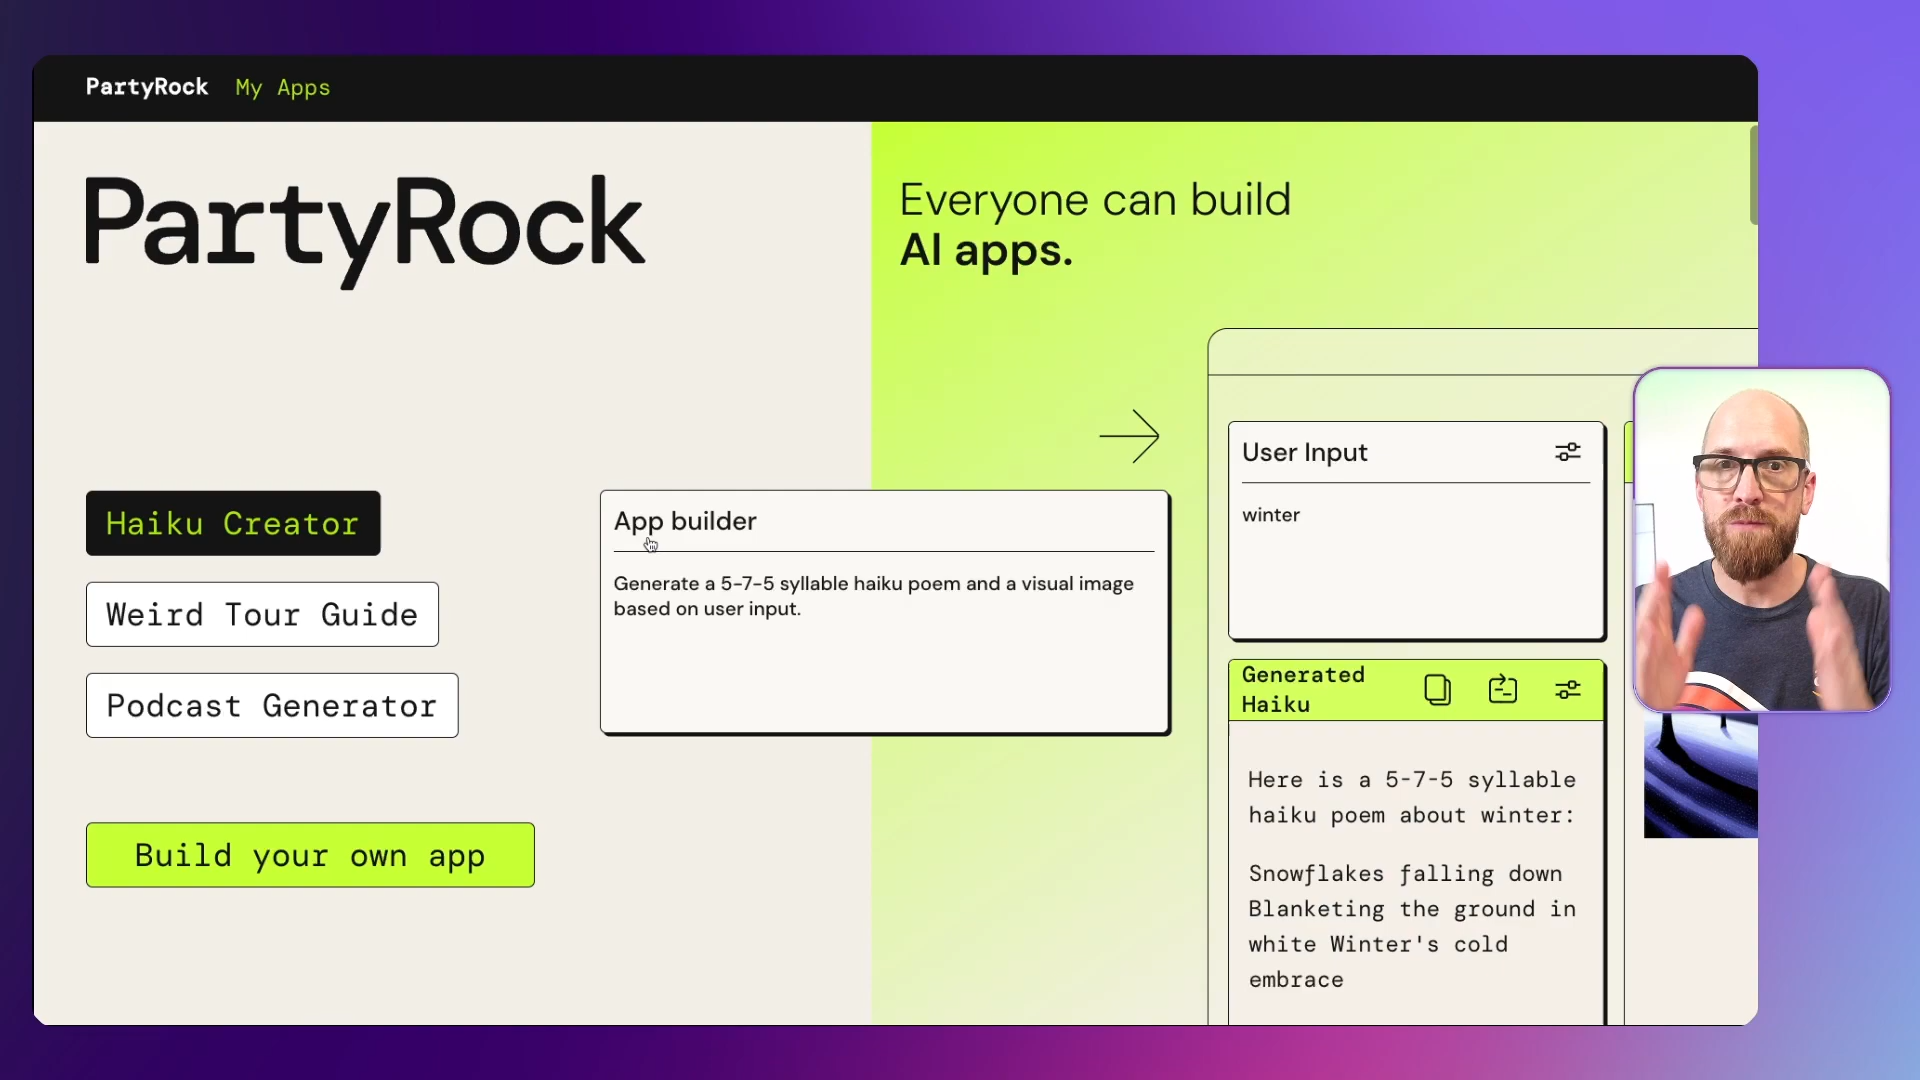 PartyRock My Apps
PartyRock
Everyone can build
AI apps.
Haiku Creator
Weird Tour Guide
Podcast Generator
Build your own app
App builder
Generate a 5-7-5 syllable haiku poem and a visual image
based on user input.
User Input
winter
Generated
Haiku
Here is a 5-7-5 syllable
haiku poem about winter:
Snowflakes falling down
Blanketing the ground in
white Winter's cold
embrace